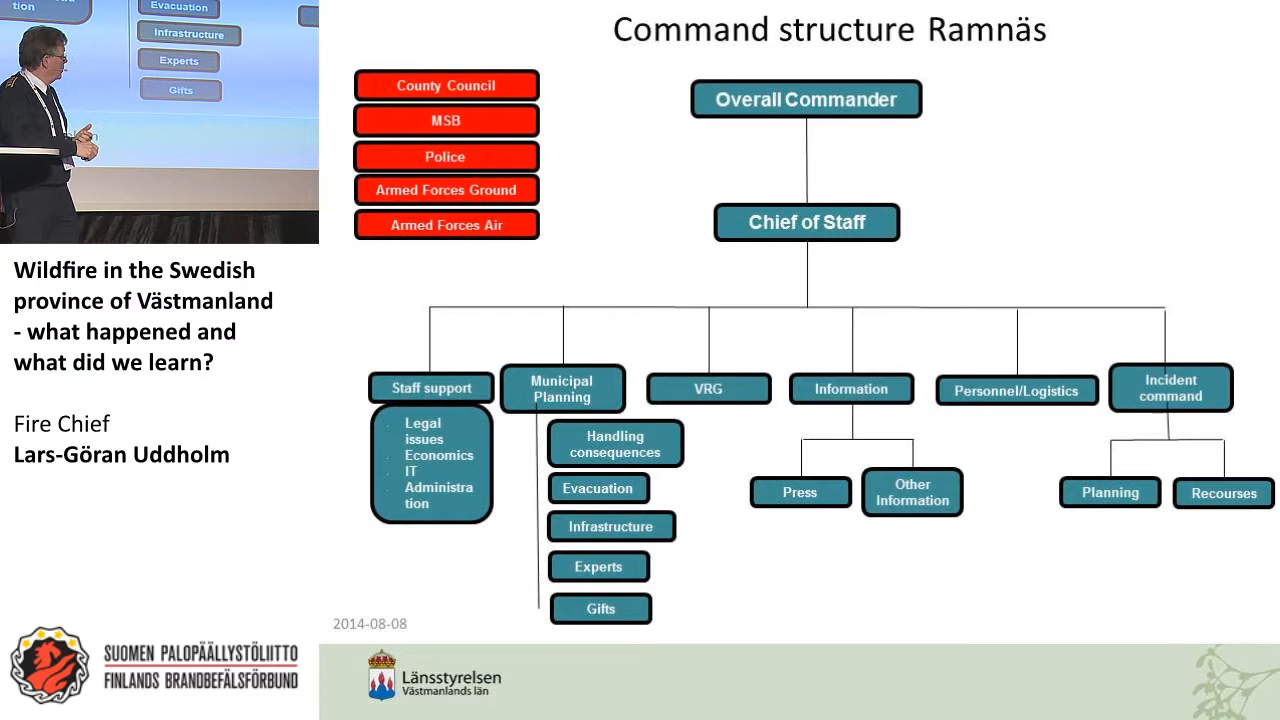 tion
Evacuation
Infrastructure
Experts
Gifts
Wildfire in the Swedish
province of Västmanland
- what happened and
what did we learn?
Fire Chief
Lars-Göran Uddholm
SUOMEN PALOPÄÄLLYSTÖLIITTO
FINLANDS BRANDBEFÄLSFÖRBUND
Command structure Ramnäs
County Council
MSB
Police
Armed Forces Ground
Armed Forces Air
Overall Commander
Chief of Staff
Staff support
Legal
issues
Economics
IT
Administra
tion
Municipal
Planning
Handling
consequences
Evacuation
Infrastructure
Experts
Gifts
VRG
Information
Press
Other
Information
Personnel/Logistics
Incident
command
Planning
Recourses
2014-08-08
Länsstyrelsen
Västmanlands län